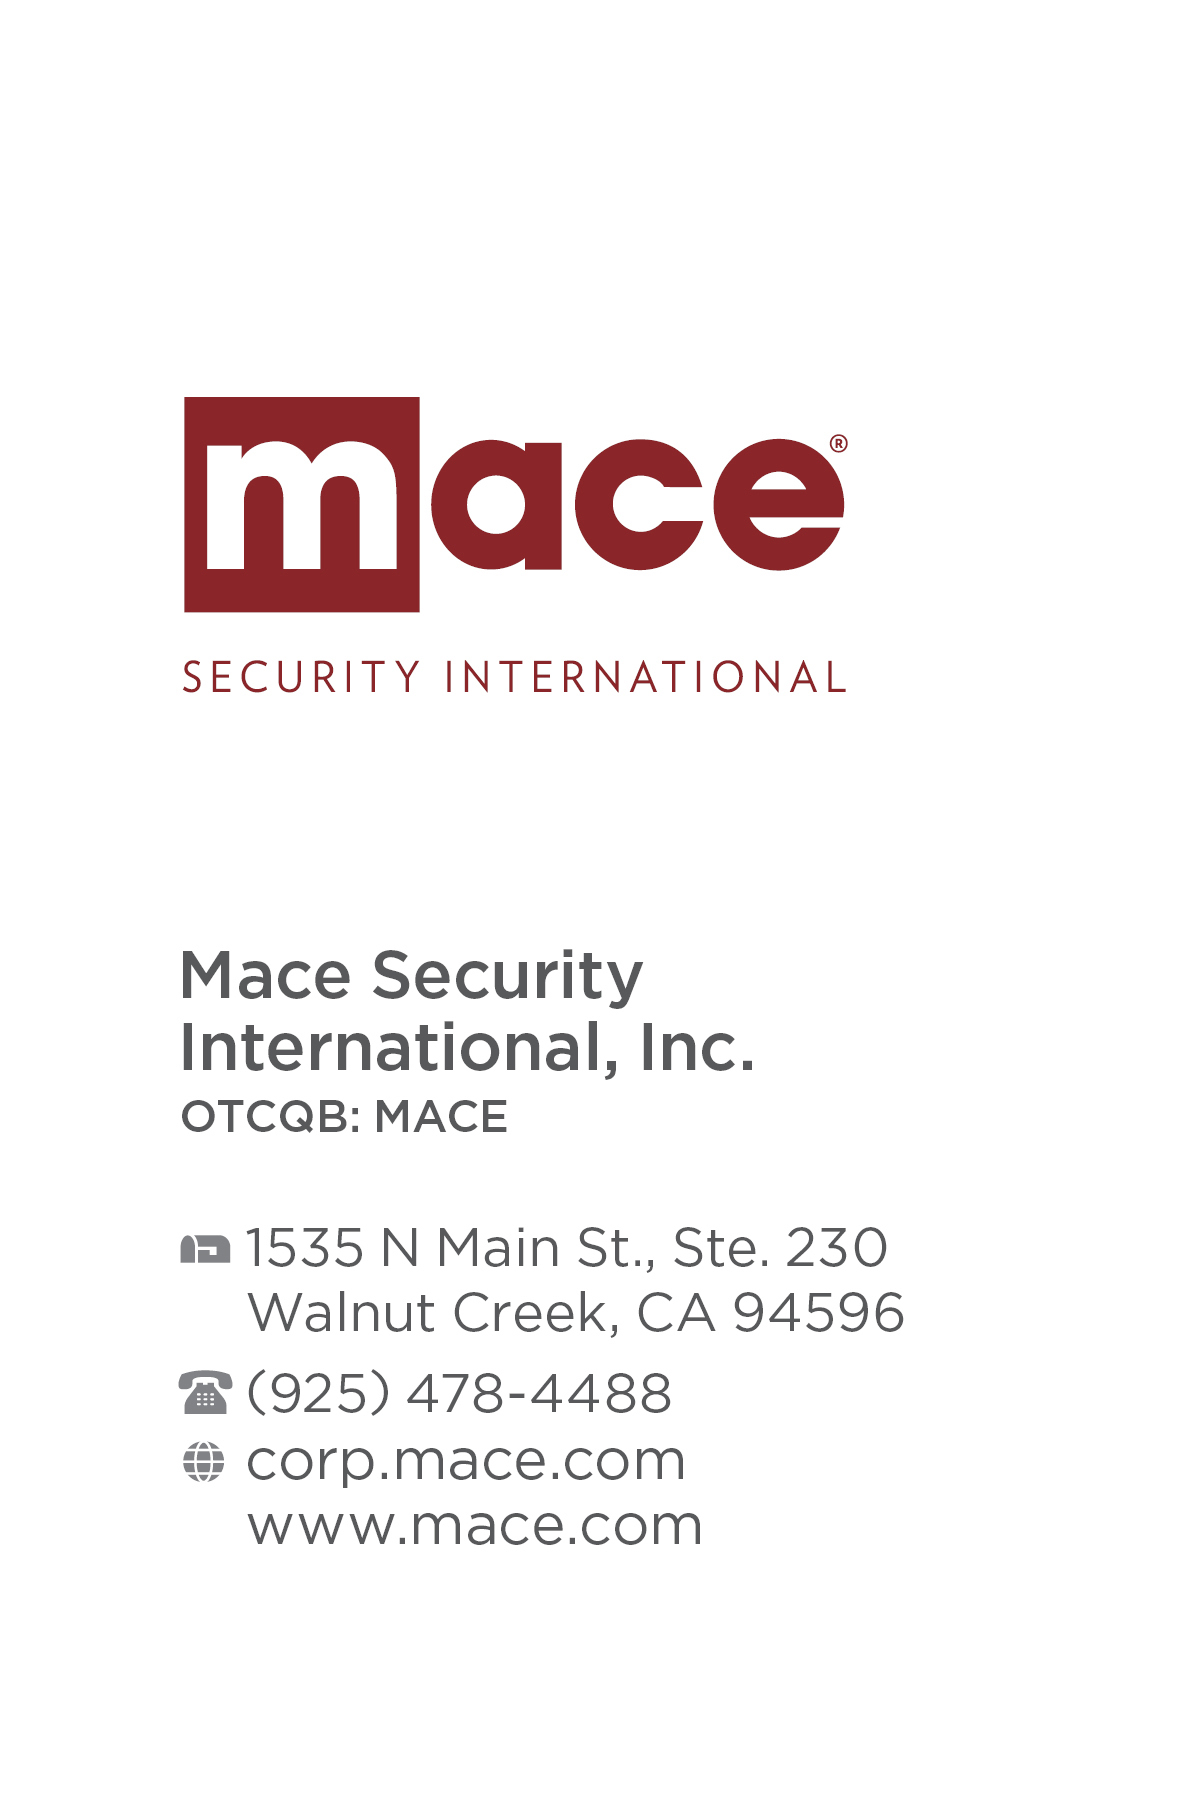 mace®
SECURITY INTERNATIONAL
Mace Security
International, Inc.
OTCQB: MACE
1535 N Main St., Ste. 230
Walnut Creek, CA 94596
(925) 478-4488
corp.mace.com
www.mace.com